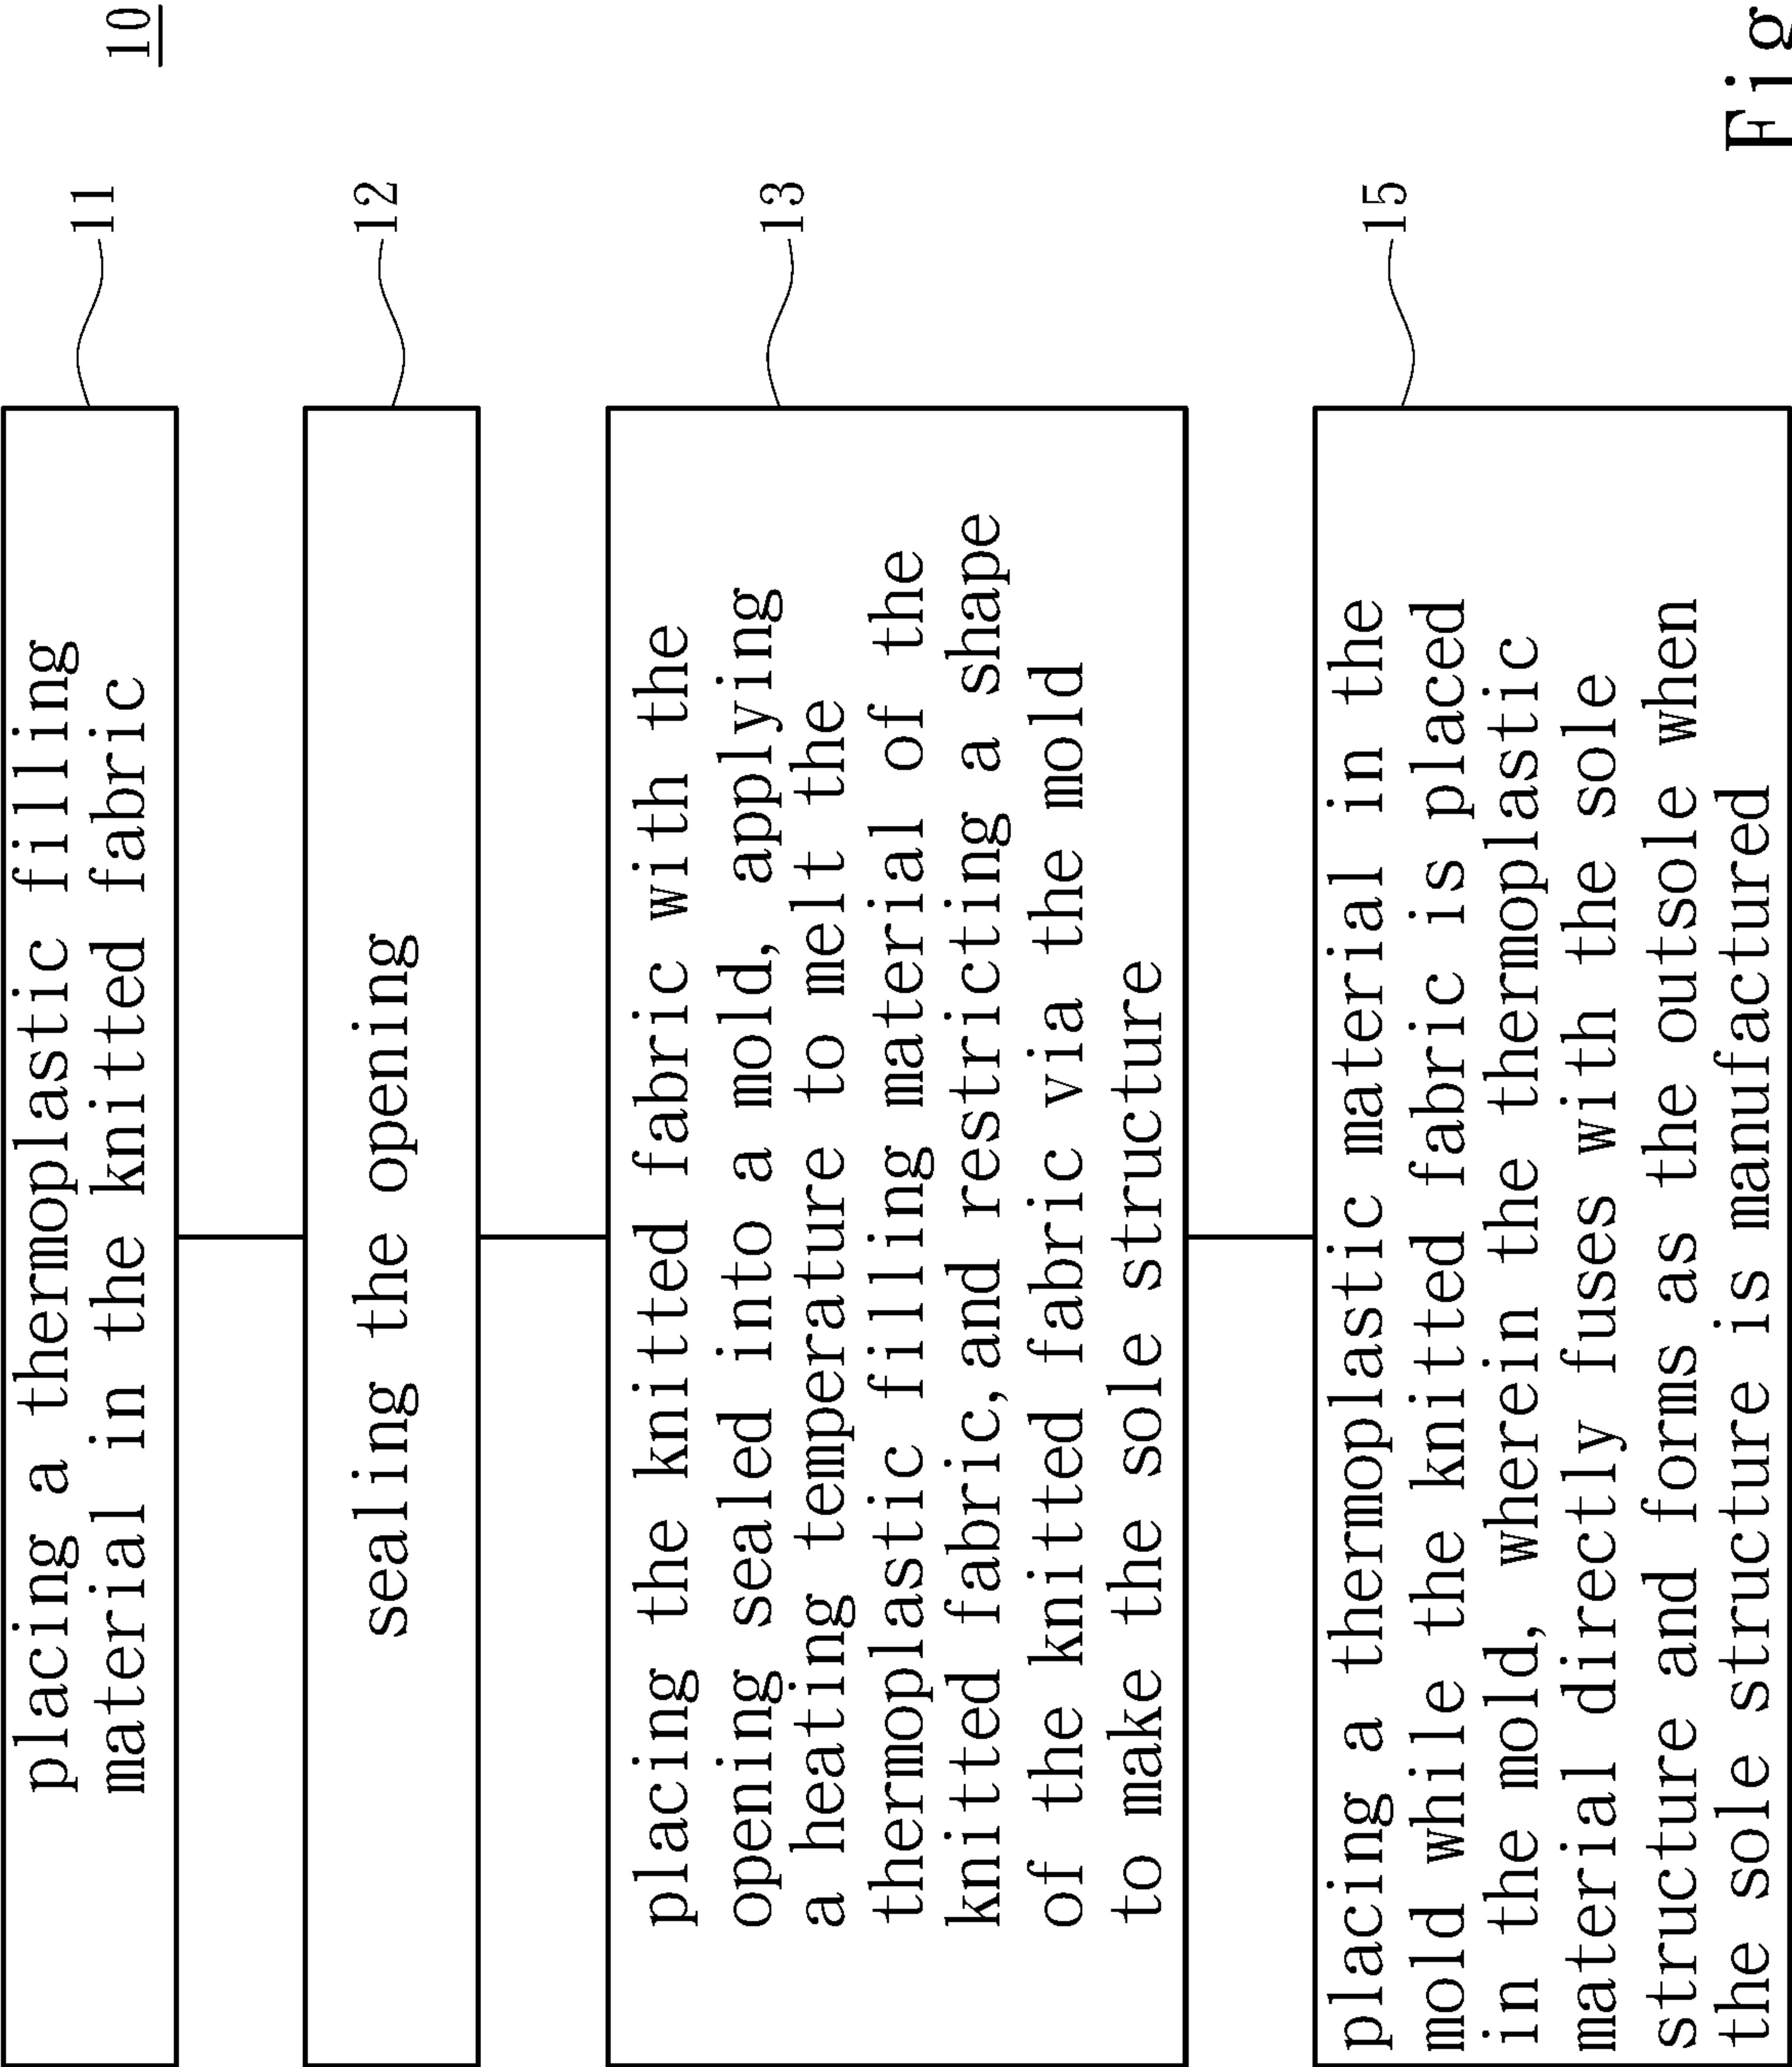 10
placing a thermoplastic filling
material in the knitted fabric
11
sealing the opening
12
placing the knitted fabric with the
opening sealed into a mold, applying
a heating temperature to melt the
thermoplastic filling material of the
knitted fabric, and restricting a shape
of the knitted fabric via the mold
to make the sole structure
13
placing a thermoplastic material in the
mold while the knitted fabric is placed
in the mold, wherein the thermoplastic
material directly fuses with the sole
structure and forms as the outsole when
the sole structure is manufactured
15
Fig